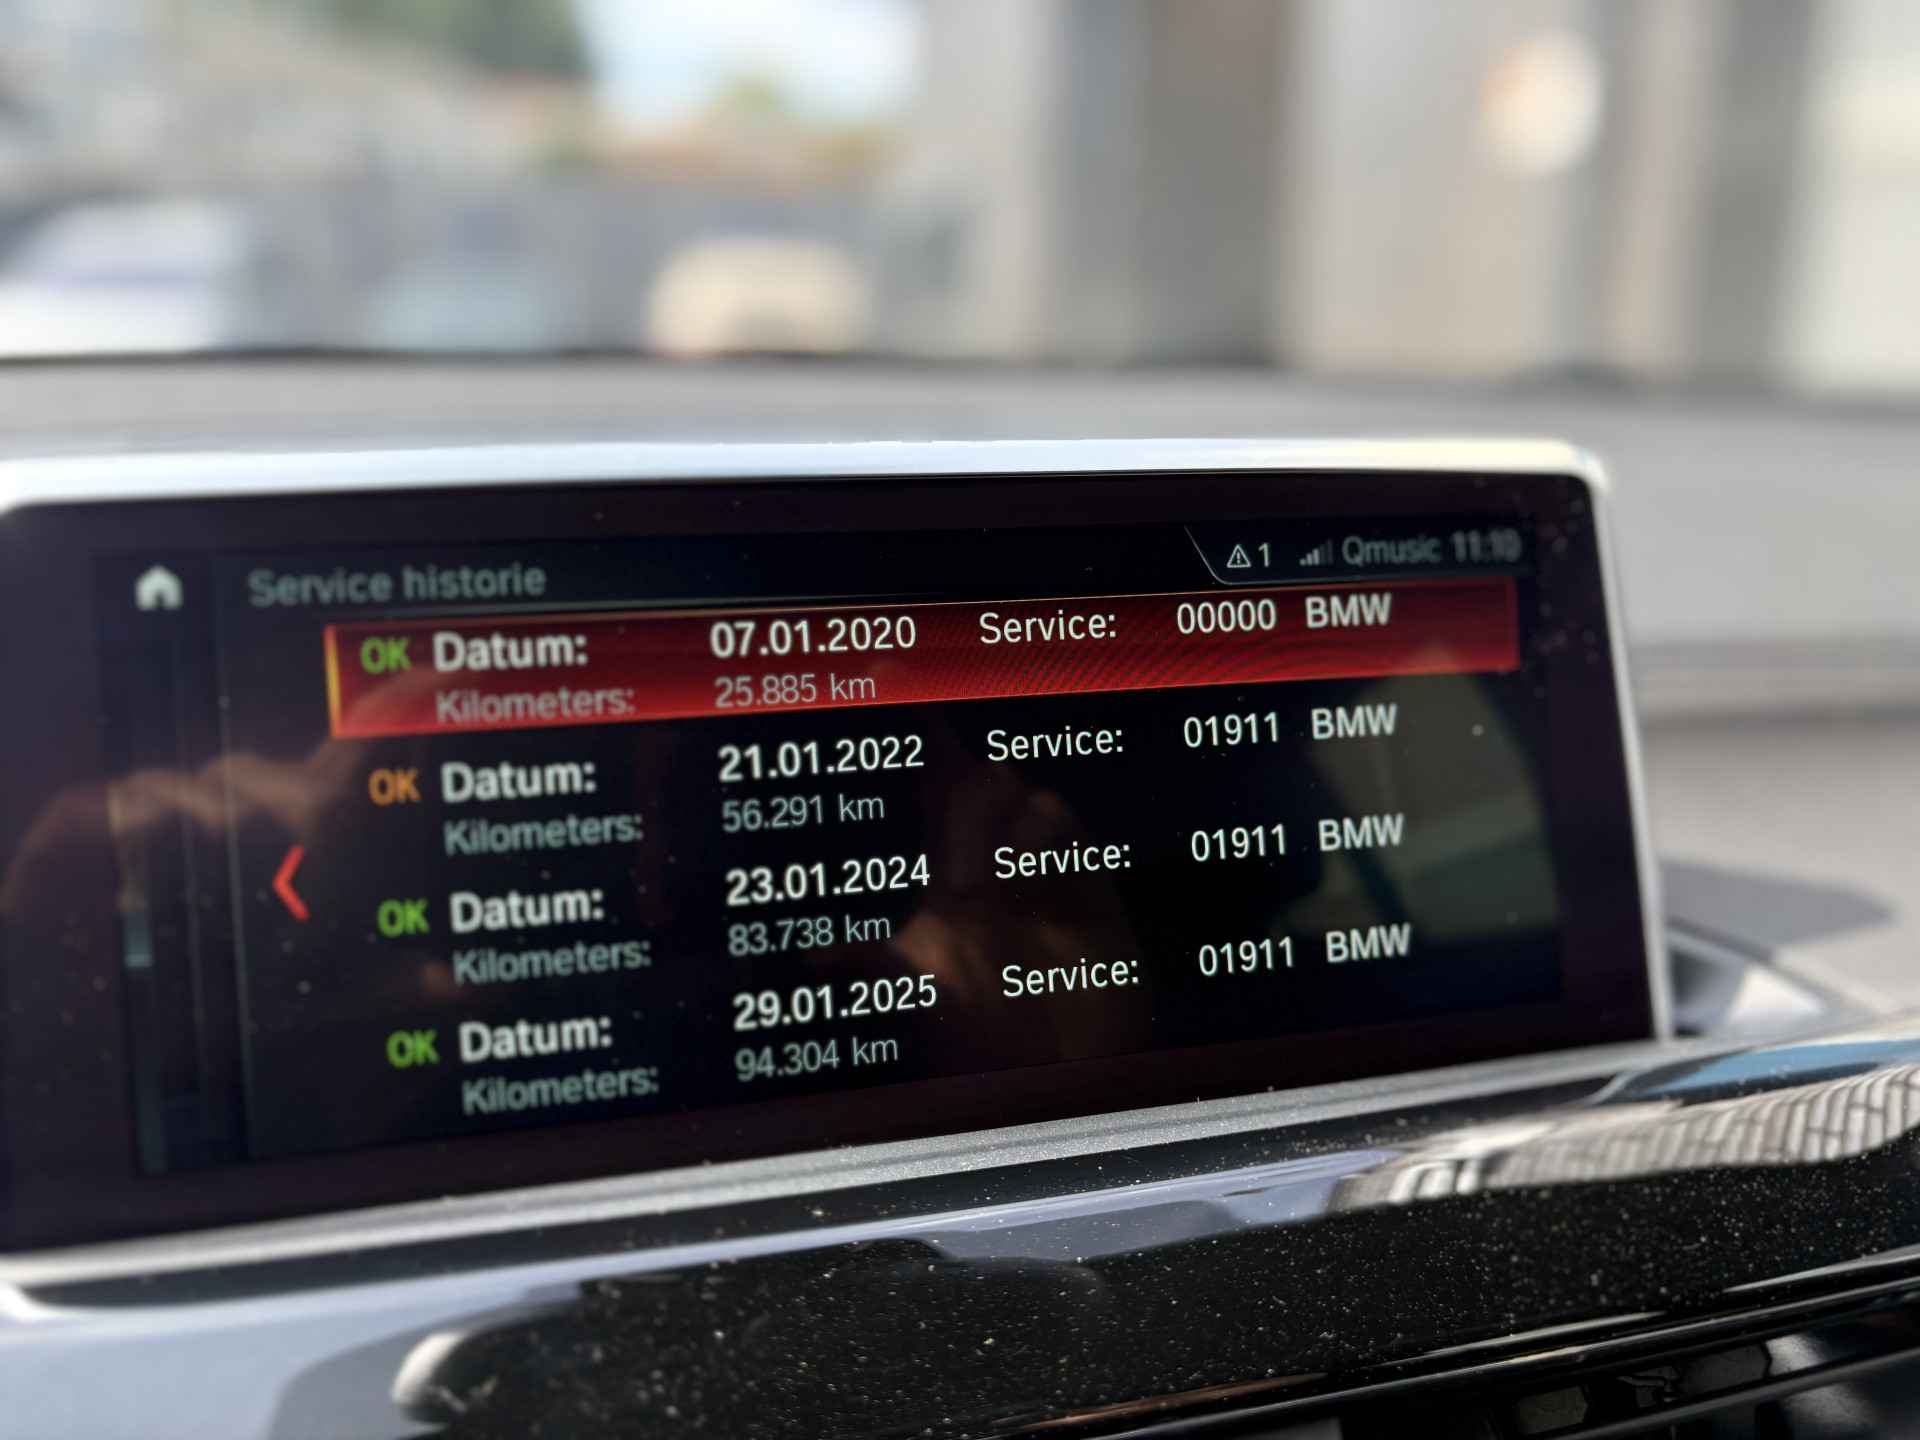 Service historie
⚠ 1 Qmusic 11:10
OK Datum: 07.01.2020 Service: 00000 BMW
Kilometers: 25.885 km
OK Datum: 21.01.2022 Service: 01911 BMW
Kilometers: 56.291 km
OK Datum: 23.01.2024 Service: 01911 BMW
Kilometers: 83.738 km
OK Datum: 29.01.2025 Service: 01911 BMW
Kilometers: 94.304 km